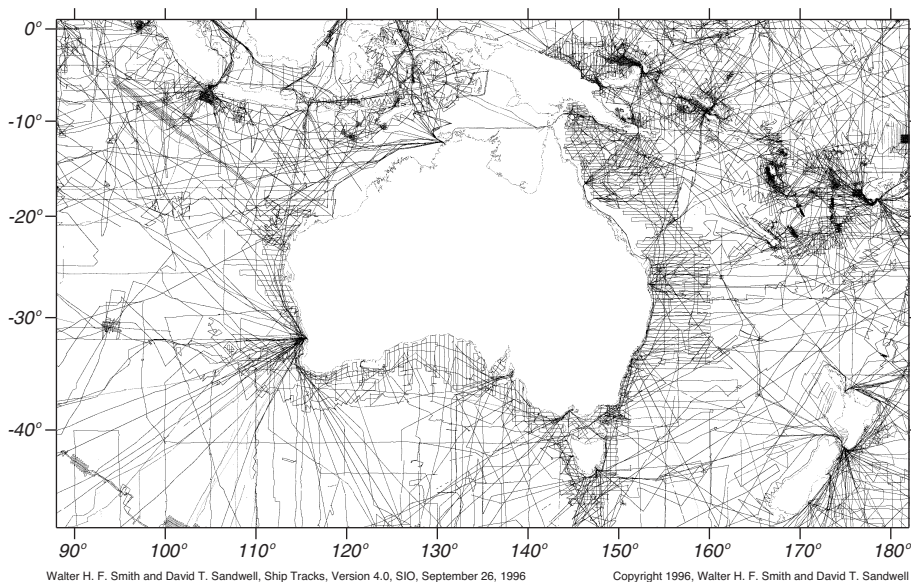 0°
-10°
-20°
-30°
-40°
90° 100° 110° 120° 130° 140° 150° 160° 170° 180°
Walter H. F. Smith and David T. Sandwell, Ship Tracks, Version 4.0, SIO, September 26, 1996 Copyright 1996, Walter H. F. Smith and David T. Sandwell